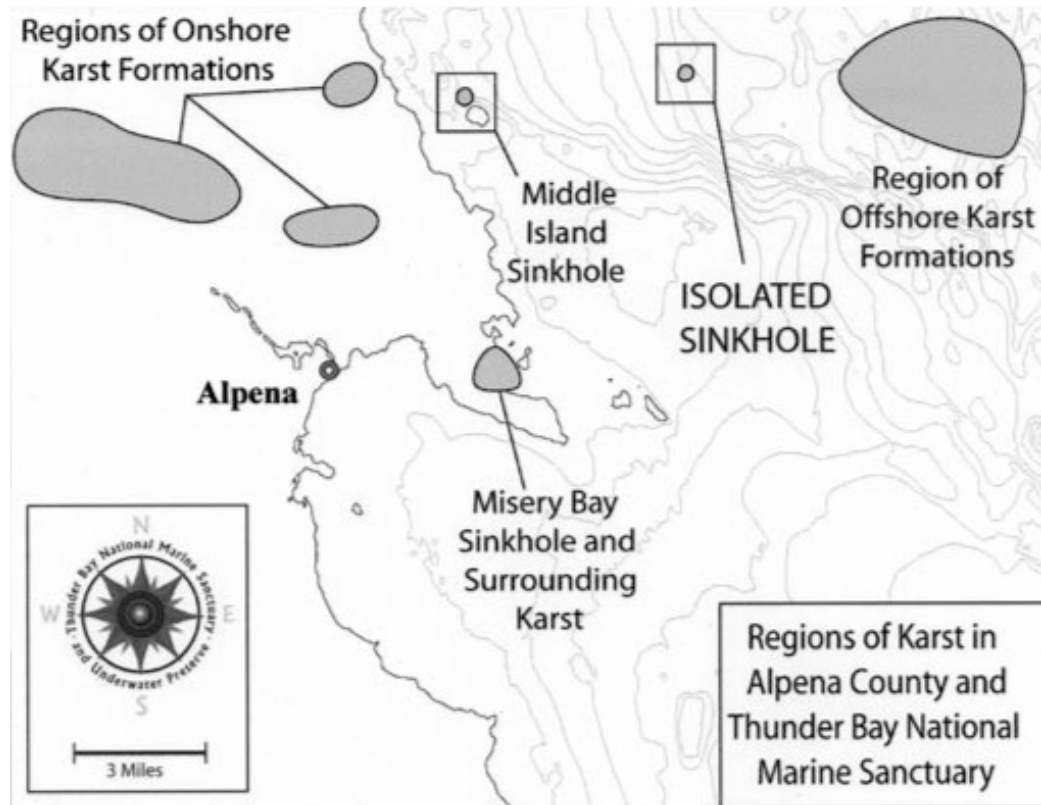 Regions of Onshore
Karst Formations
Middle
Island
Sinkhole
ISOLATED
SINKHOLE
Region of
Offshore Karst
Formations
Alpena
Misery Bay
Sinkhole and
Surrounding
Karst
N
Thunder Bay National Marine Sanctuary
W
E
and Underwater Preserve
S
3 Miles
Regions of Karst in
Alpena County and
Thunder Bay National
Marine Sanctuary